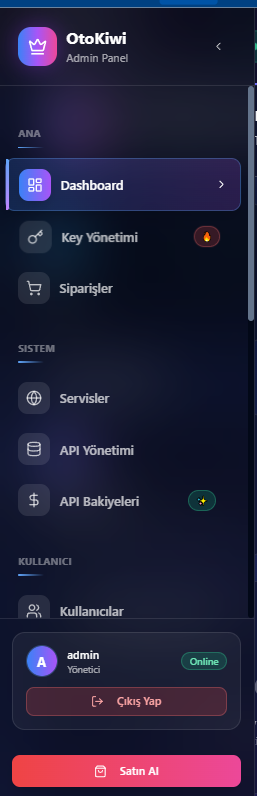 OtoKiwi
Admin Panel
ANA
Dashboard
Key Yönetimi
Siparişler
SISTEM
Servisler
API Yönetimi
API Bakiyeleri
KULLANICI
Kullanıcılar
A
admin
Yönetici
Online
Çıkış Yap
Satın Al